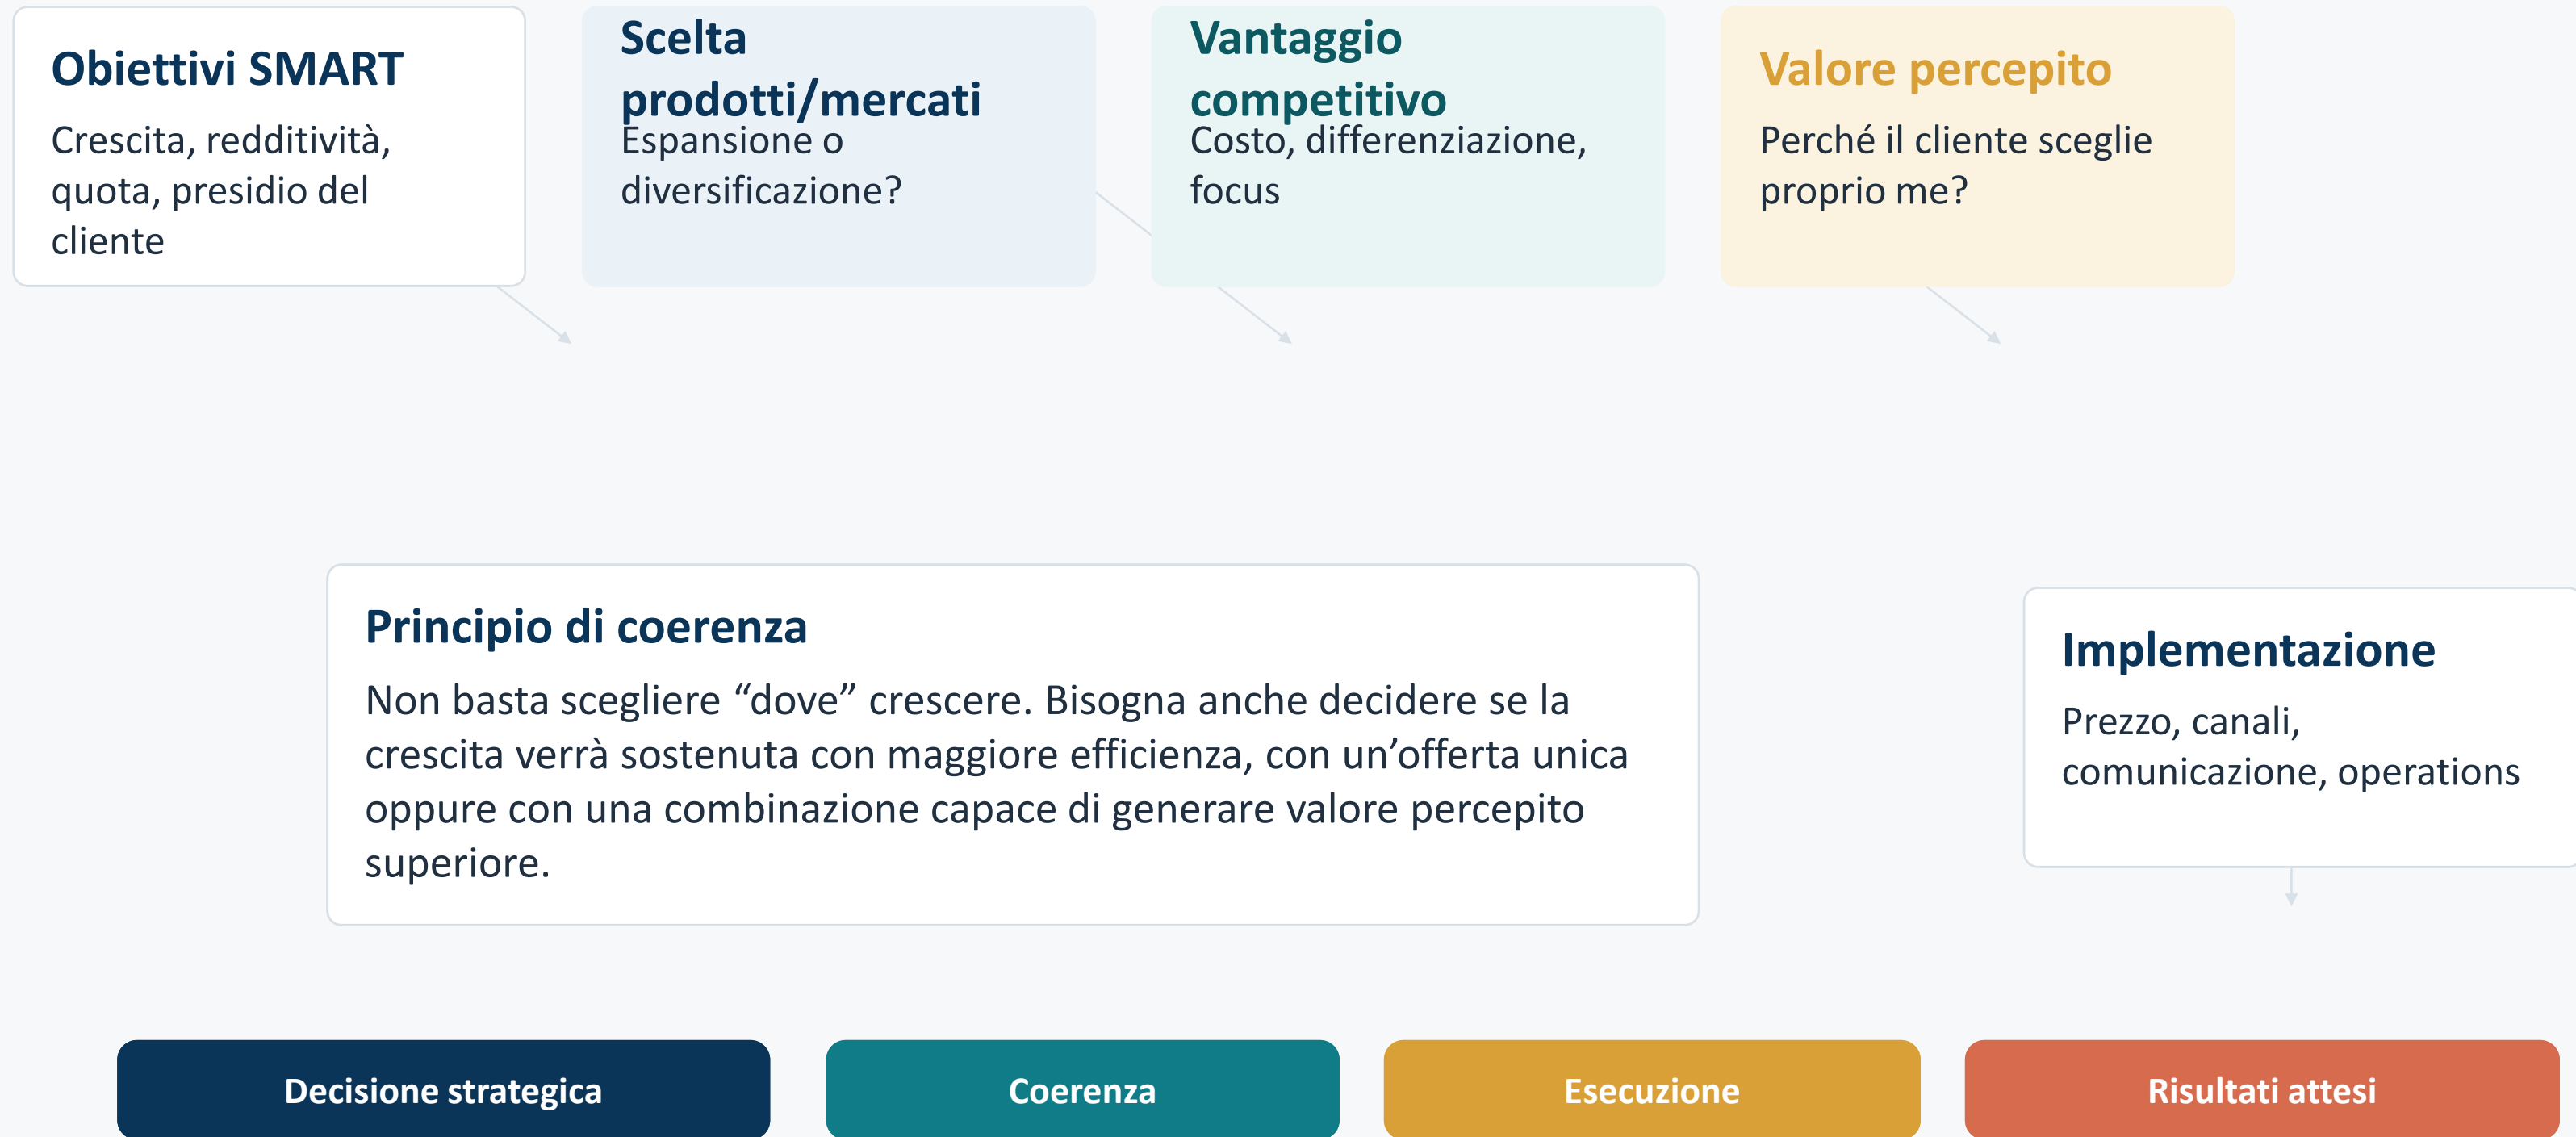 Obiettivi SMART
Crescita, redditività,
quota, presidio del
cliente
Scelta
prodotti/mercati
Espansione o
diversificazione?
Vantaggio
competitivo
Costo, differenziazione,
focus
Valore percepito
Perché il cliente sceglie
proprio me?
Principio di coerenza
Non basta scegliere “dove” crescere. Bisogna anche decidere se la
crescita verrà sostenuta con maggiore efficienza, con un’offerta unica
oppure con una combinazione capace di generare valore percepito
superiore.
Implementazione
Prezzo, canali,
comunicazione, operations
Decisione strategica
Coerenza
Esecuzione
Risultati attesi